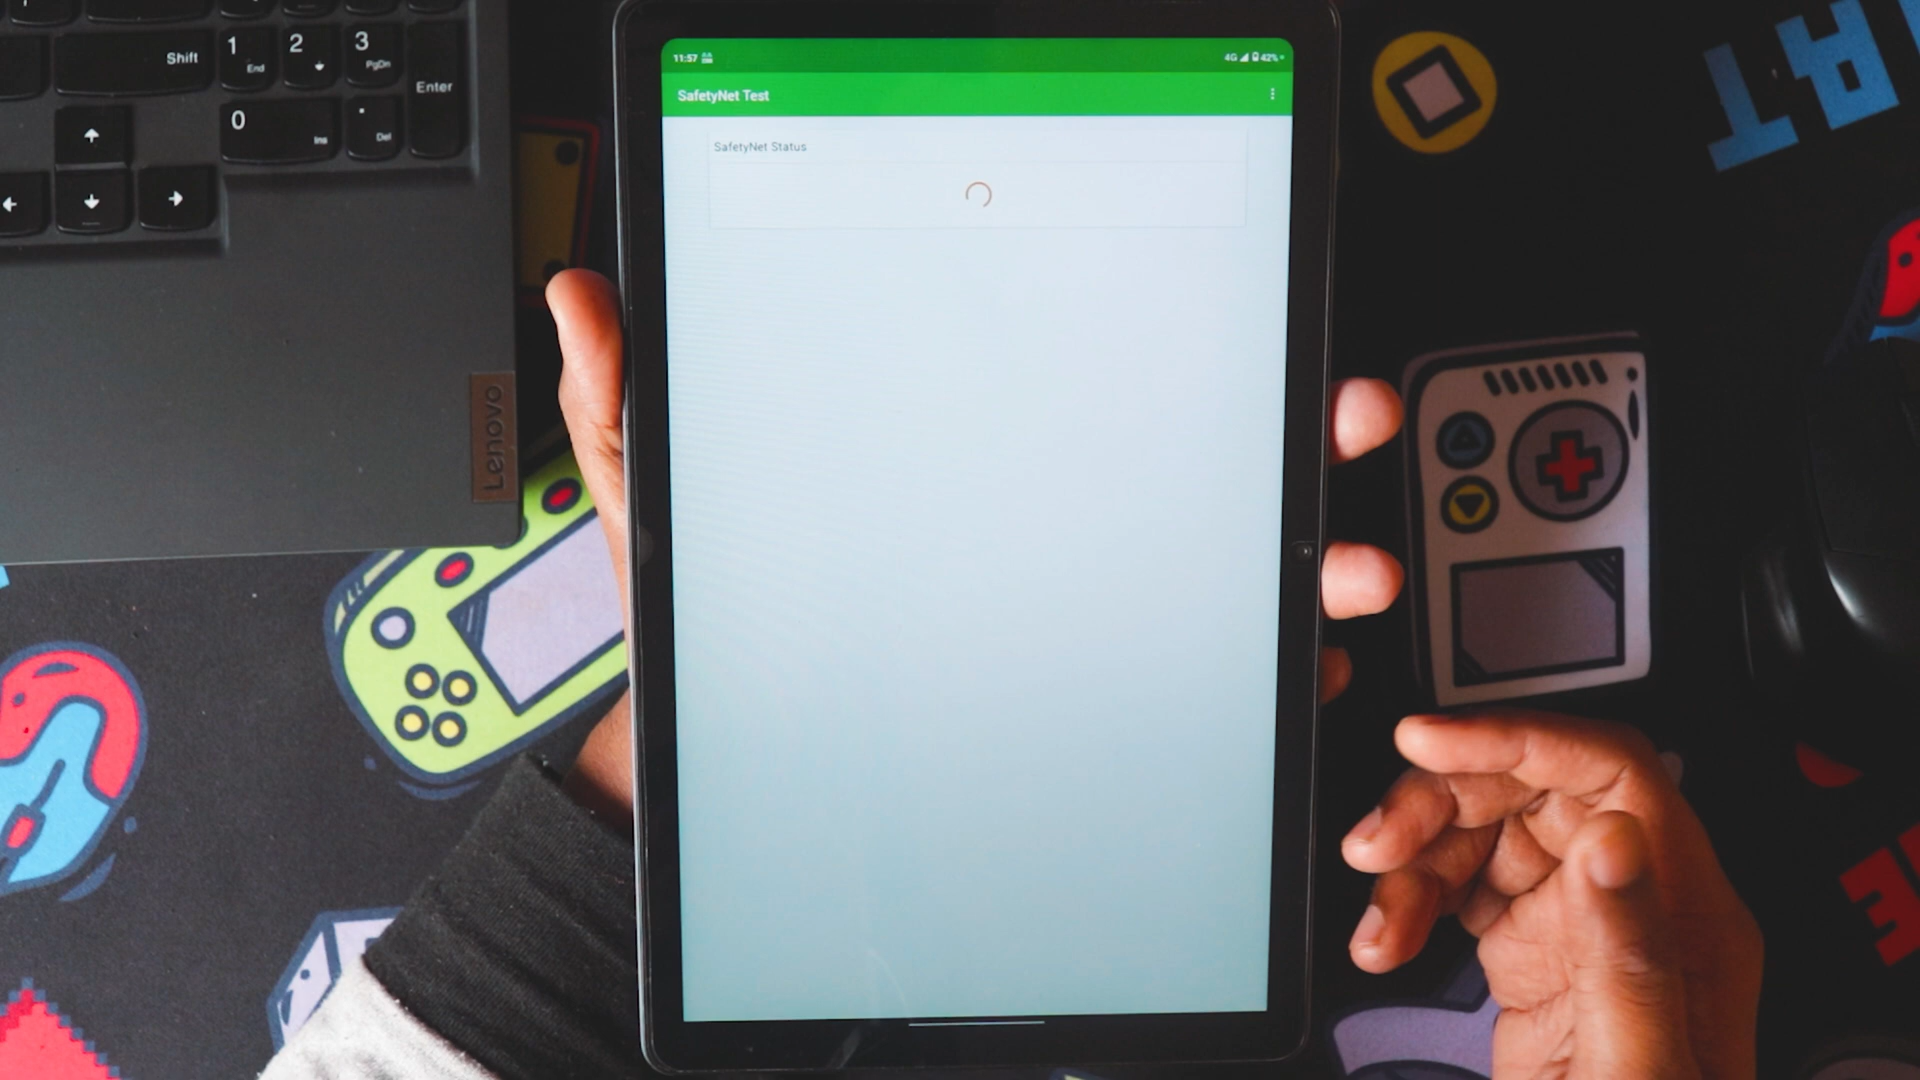 Shift
1
End
2
3
PgDn
Enter
0
Ins
.
Del
Lenovo
11:57
4G
42%
SafetyNet Test
SafetyNet Status